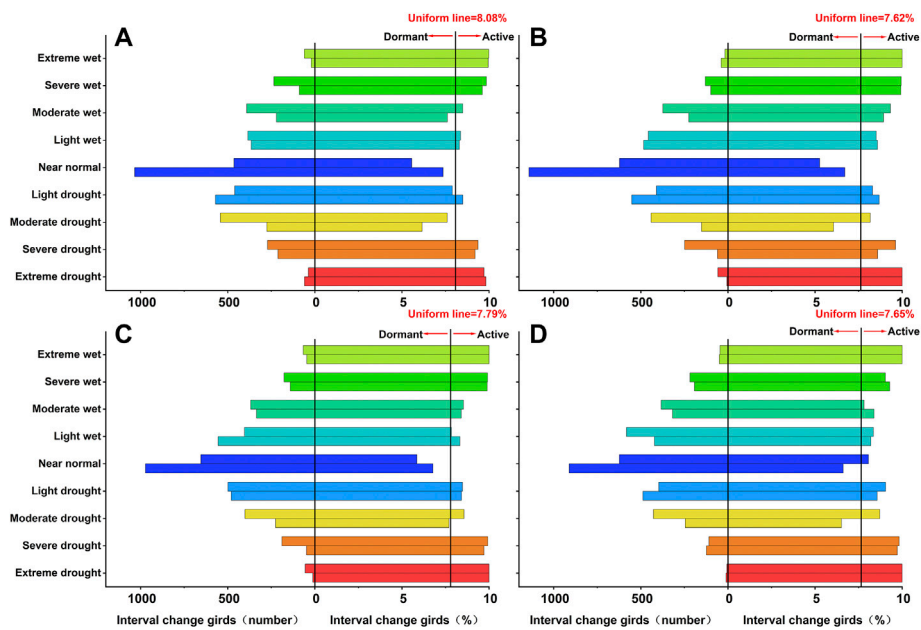 Uniform line=8.08%
A
Dormant
Active
Extreme wet
Severe wet
Moderate wet
Light wet
Near normal
Light drought
Moderate drought
Severe drought
Extreme drought
1000 500 0 5 10
Uniform line=7.62%
B
Dormant
Active
1000 500 0 5 10
Uniform line=7.79%
C
Dormant
Active
Extreme wet
Severe wet
Moderate wet
Light wet
Near normal
Light drought
Moderate drought
Severe drought
Extreme drought
1000 500 0 5 10
Interval change girds（number） Interval change girds（%）
Uniform line=7.65%
D
Dormant
Active
1000 500 0 5 10
Interval change girds（number） Interval change girds（%）